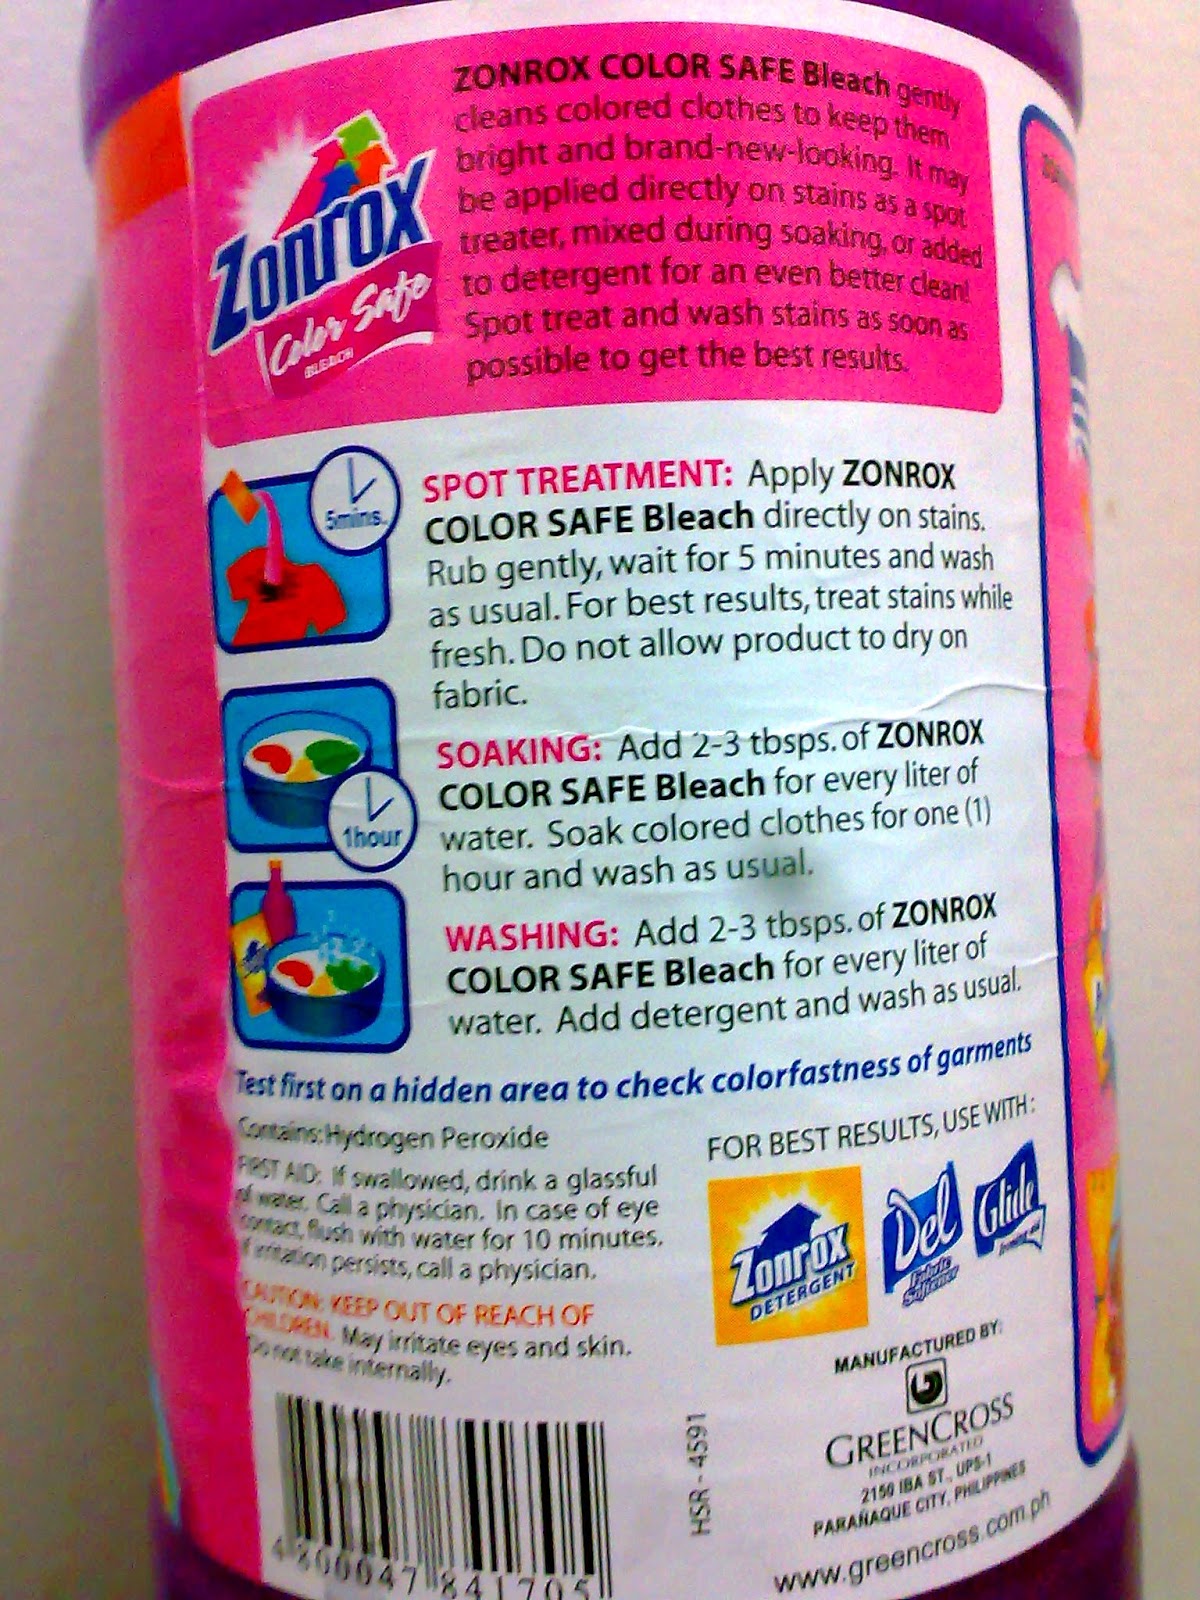 ZONROX COLOR SAFE Bleach gently
cleans colored clothes to keep them
bright and brand-new-looking. It may
be applied directly on stains as a spot
treater, mixed during soaking, or added
to detergent for an even better clean!
Spot treat and wash stains as soon as
possible to get the best results.
Zonrox
Color Safe
BLEACH
5mins.
SPOT TREATMENT: Apply ZONROX
COLOR SAFE Bleach directly on stains.
Rub gently, wait for 5 minutes and wash
as usual. For best results, treat stains while
fresh. Do not allow product to dry on
fabric.
1hour
SOAKING: Add 2-3 tbsps. of ZONROX
COLOR SAFE Bleach for every liter of
water. Soak colored clothes for one (1)
hour and wash as usual.
WASHING: Add 2-3 tbsps. of ZONROX
COLOR SAFE Bleach for every liter of
water. Add detergent and wash as usual.
Test first on a hidden area to check colorfastness of garments
Contains: Hydrogen Peroxide
FIRST AID: If swallowed, drink a glassful
of water. Call a physician. In case of eye
contact, flush with water for 10 minutes.
If irritation persists, call a physician.
CAUTION: KEEP OUT OF REACH OF
CHILDREN. May irritate eyes and skin.
Do not take internally.
FOR BEST RESULTS, USE WITH:
Zonrox
DETERGENT
Del
Fabric
Softener
Glide
MANUFACTURED BY:
GREENCROSS
INCORPORATED
2150 IBA ST., UPS-1
PARAÑAQUE CITY, PHILIPPINES
www.greencross.com.ph
HSR - 4591
4 800047 841705